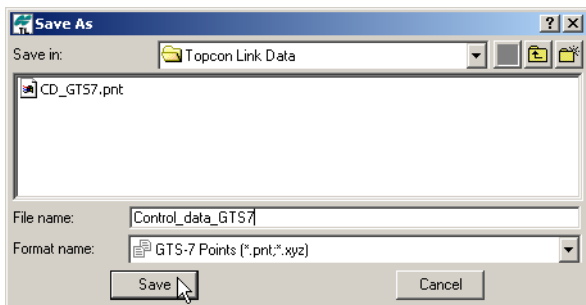 TL Save As ? ×
Save in: Topcon Link Data
CD_GTS7.pnt
File name: Control_data_GTS7
Format name: GTS-7 Points (*.pnt;*.xyz)
Save Cancel